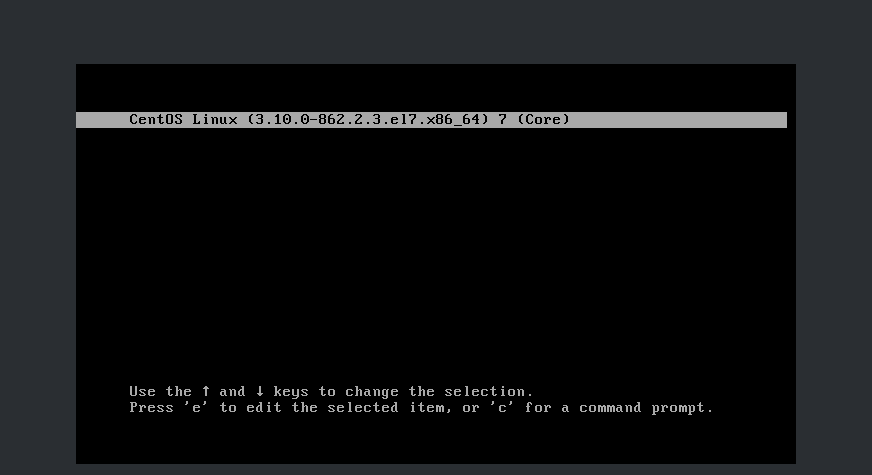 CentOS Linux (3.10.0-862.2.3.el7.x86_64) 7 (Core)
Use the ↑ and ↓ keys to change the selection.
Press 'e' to edit the selected item, or 'c' for a command prompt.